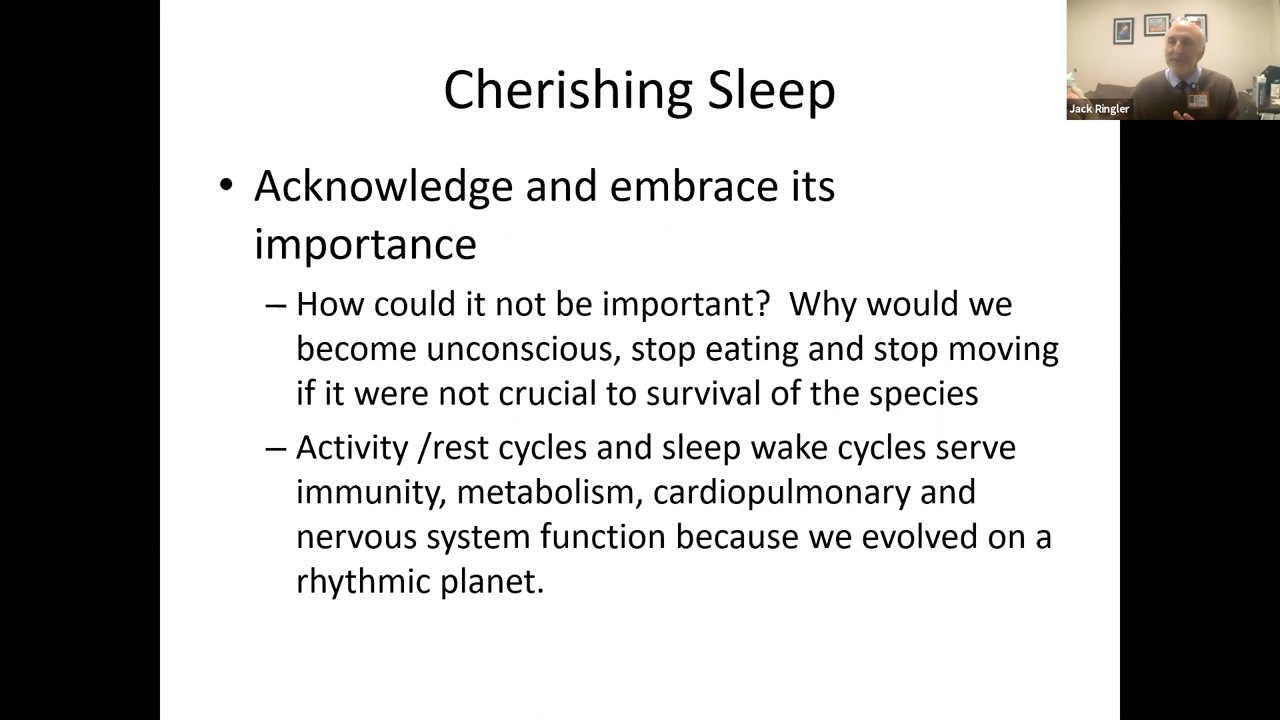 Cherishing Sleep
Jack Ringler
• Acknowledge and embrace its
importance
– How could it not be important?  Why would we
become unconscious, stop eating and stop moving
if it were not crucial to survival of the species
– Activity /rest cycles and sleep wake cycles serve
immunity, metabolism, cardiopulmonary and
nervous system function because we evolved on a
rhythmic planet.